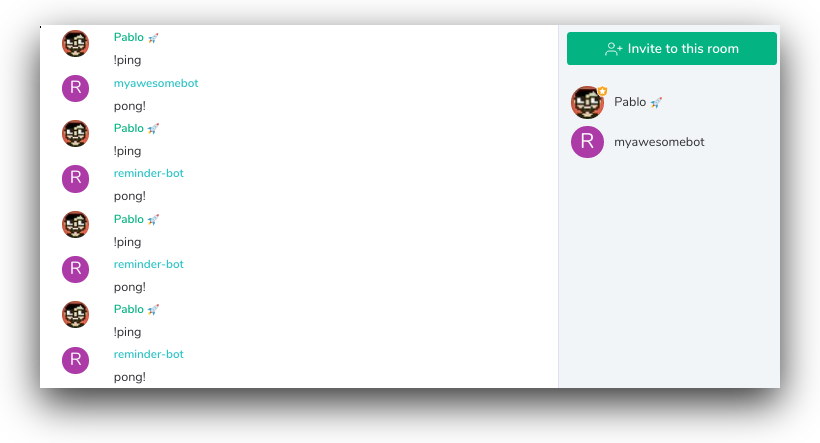 Pablo 🚀
!ping
R
myawesomebot
pong!
Pablo 🚀
!ping
R
reminder-bot
pong!
Pablo 🚀
!ping
R
reminder-bot
pong!
Pablo 🚀
!ping
R
reminder-bot
pong!
Invite to this room
Pablo 🚀
R
myawesomebot